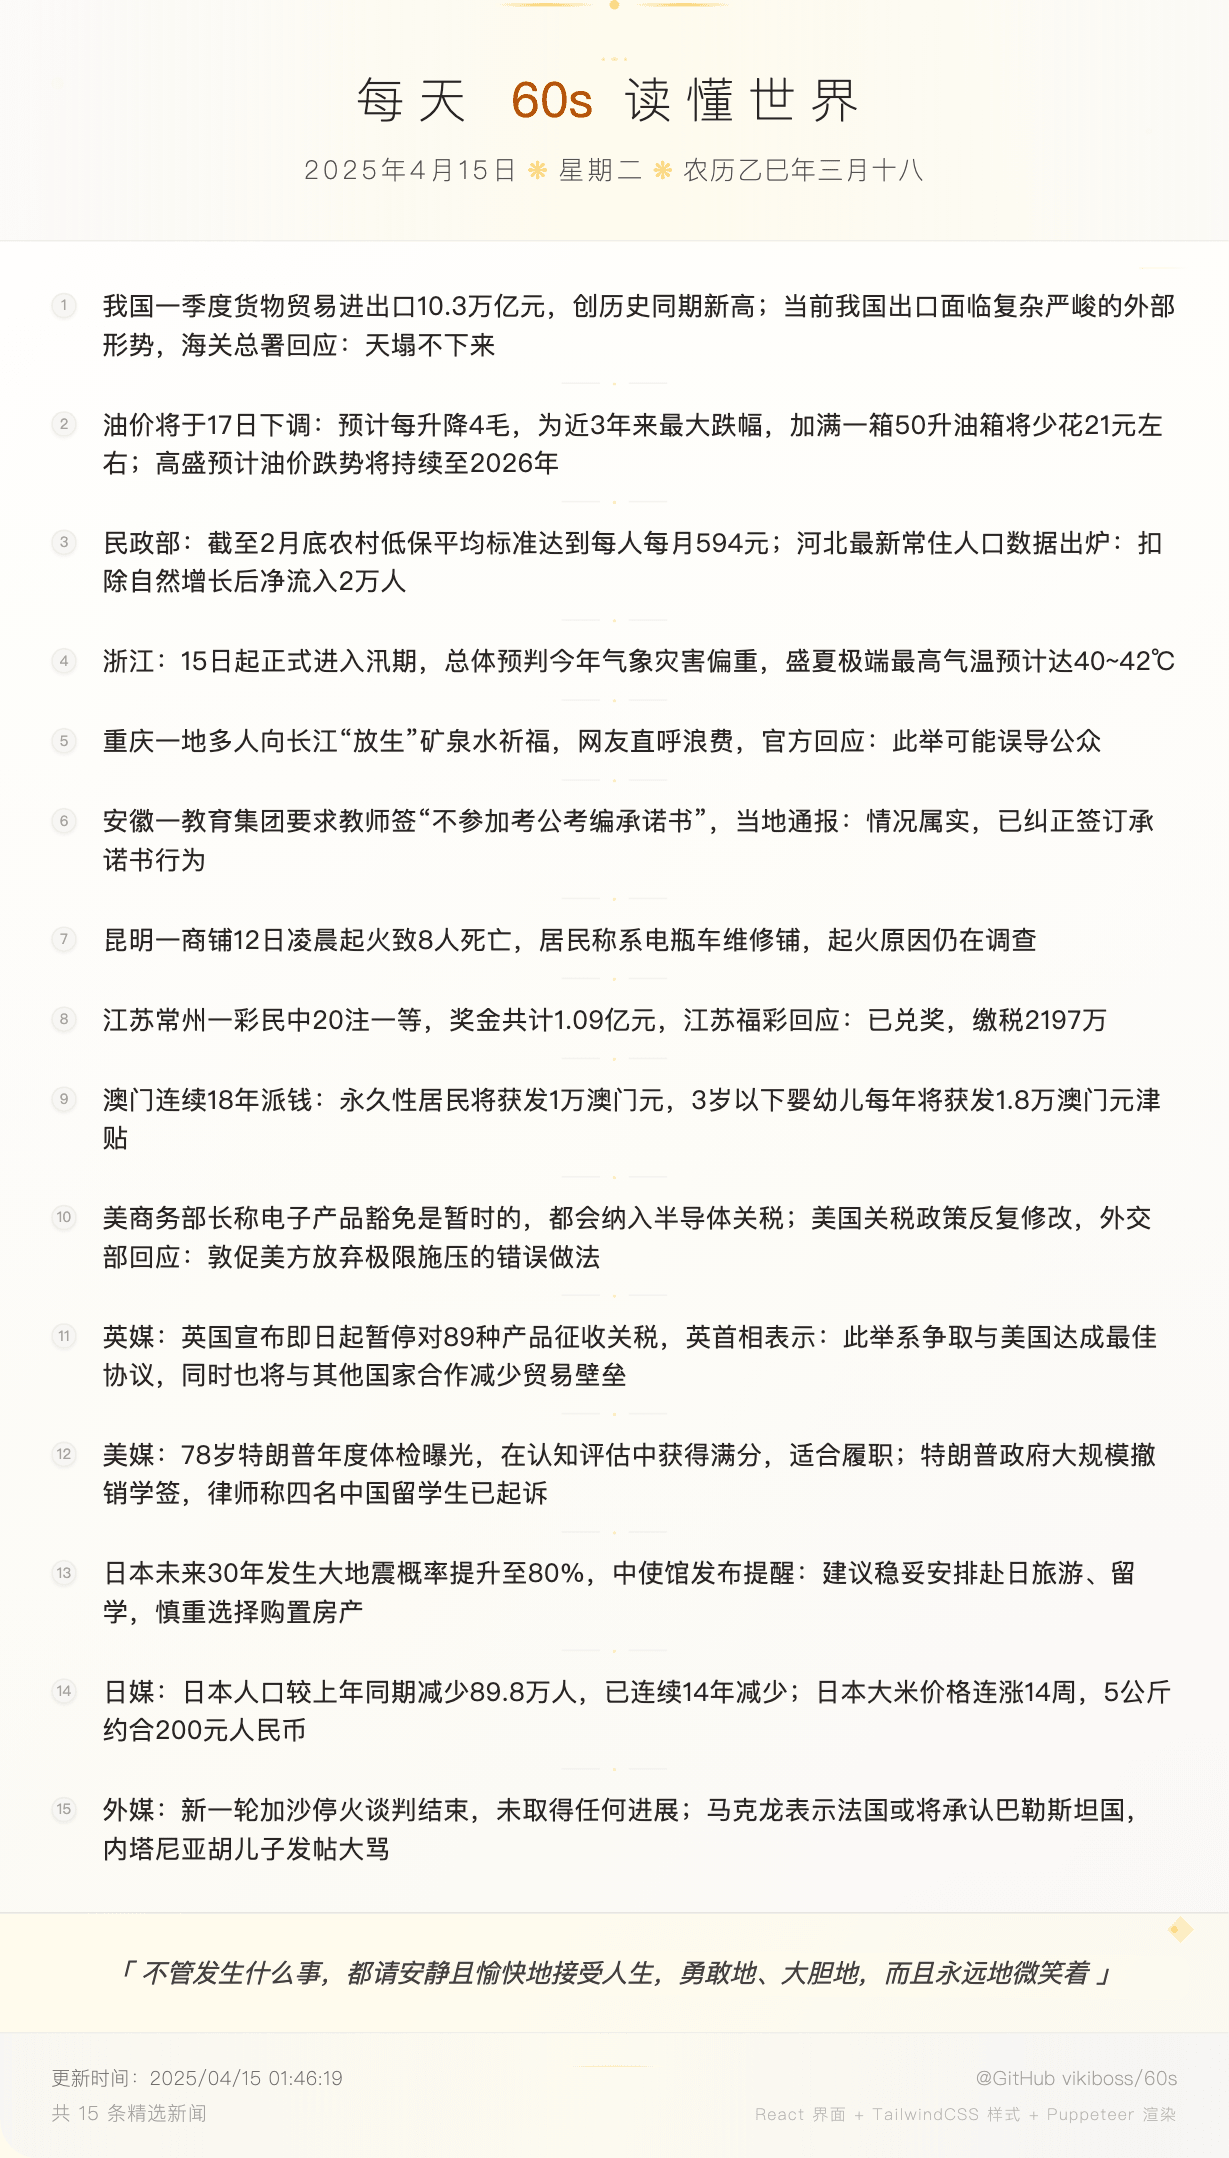 每天 60s 读懂世界
2025年4月15日 ❋ 星期二 ❋ 农历乙巳年三月十八
1 我国一季度货物贸易进出口10.3万亿元，创历史同期新高；当前我国出口面临复杂严峻的外部
形势，海关总署回应：天塌不下来
2 油价将于17日下调：预计每升降4毛，为近3年来最大跌幅，加满一箱50升油箱将少花21元左
右；高盛预计油价跌势将持续至2026年
3 民政部：截至2月底农村低保平均标准达到每人每月594元；河北最新常住人口数据出炉：扣
除自然增长后净流入2万人
4 浙江：15日起正式进入汛期，总体预判今年气象灾害偏重，盛夏极端最高气温预计达40~42℃
5 重庆一地多人向长江“放生”矿泉水祈福，网友直呼浪费，官方回应：此举可能误导公众
6 安徽一教育集团要求教师签“不参加考公考编承诺书”，当地通报：情况属实，已纠正签订承
诺书行为
7 昆明一商铺12日凌晨起火致8人死亡，居民称系电瓶车维修铺，起火原因仍在调查
8 江苏常州一彩民中20注一等，奖金共计1.09亿元，江苏福彩回应：已兑奖，缴税2197万
9 澳门连续18年派钱：永久性居民将获发1万澳门元，3岁以下婴幼儿每年将获发1.8万澳门元津
贴
10 美商务部长称电子产品豁免是暂时的，都会纳入半导体关税；美国关税政策反复修改，外交
部回应：敦促美方放弃极限施压的错误做法
11 英媒：英国宣布即日起暂停对89种产品征收关税，英首相表示：此举系争取与美国达成最佳
协议，同时也将与其他国家合作减少贸易壁垒
12 美媒：78岁特朗普年度体检曝光，在认知评估中获得满分，适合履职；特朗普政府大规模撤
销学签，律师称四名中国留学生已起诉
13 日本未来30年发生大地震概率提升至80%，中使馆发布提醒：建议稳妥安排赴日旅游、留
学，慎重选择购置房产
14 日媒：日本人口较上年同期减少89.8万人，已连续14年减少；日本大米价格连涨14周，5公斤
约合200元人民币
15 外媒：新一轮加沙停火谈判结束，未取得任何进展；马克龙表示法国或将承认巴勒斯坦国，
内塔尼亚胡儿子发帖大骂
「 不管发生什么事，都请安静且愉快地接受人生，勇敢地、大胆地，而且永远地微笑着 」
更新时间：2025/04/15 01:46:19
@GitHub vikiboss/60s
共 15 条精选新闻
React 界面 + TailwindCSS 样式 + Puppeteer 渲染